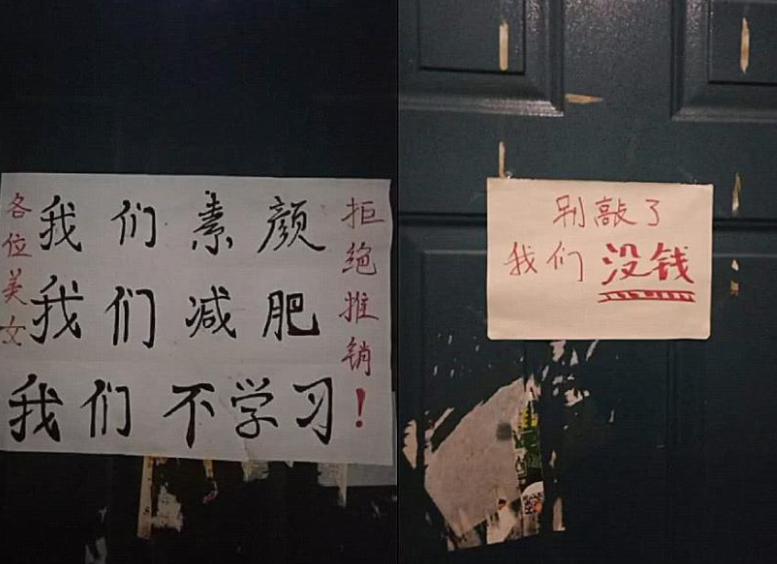 各位美女
我们素颜
我们减肥
我们不学习
拒绝推销!
别敲了
我们没钱